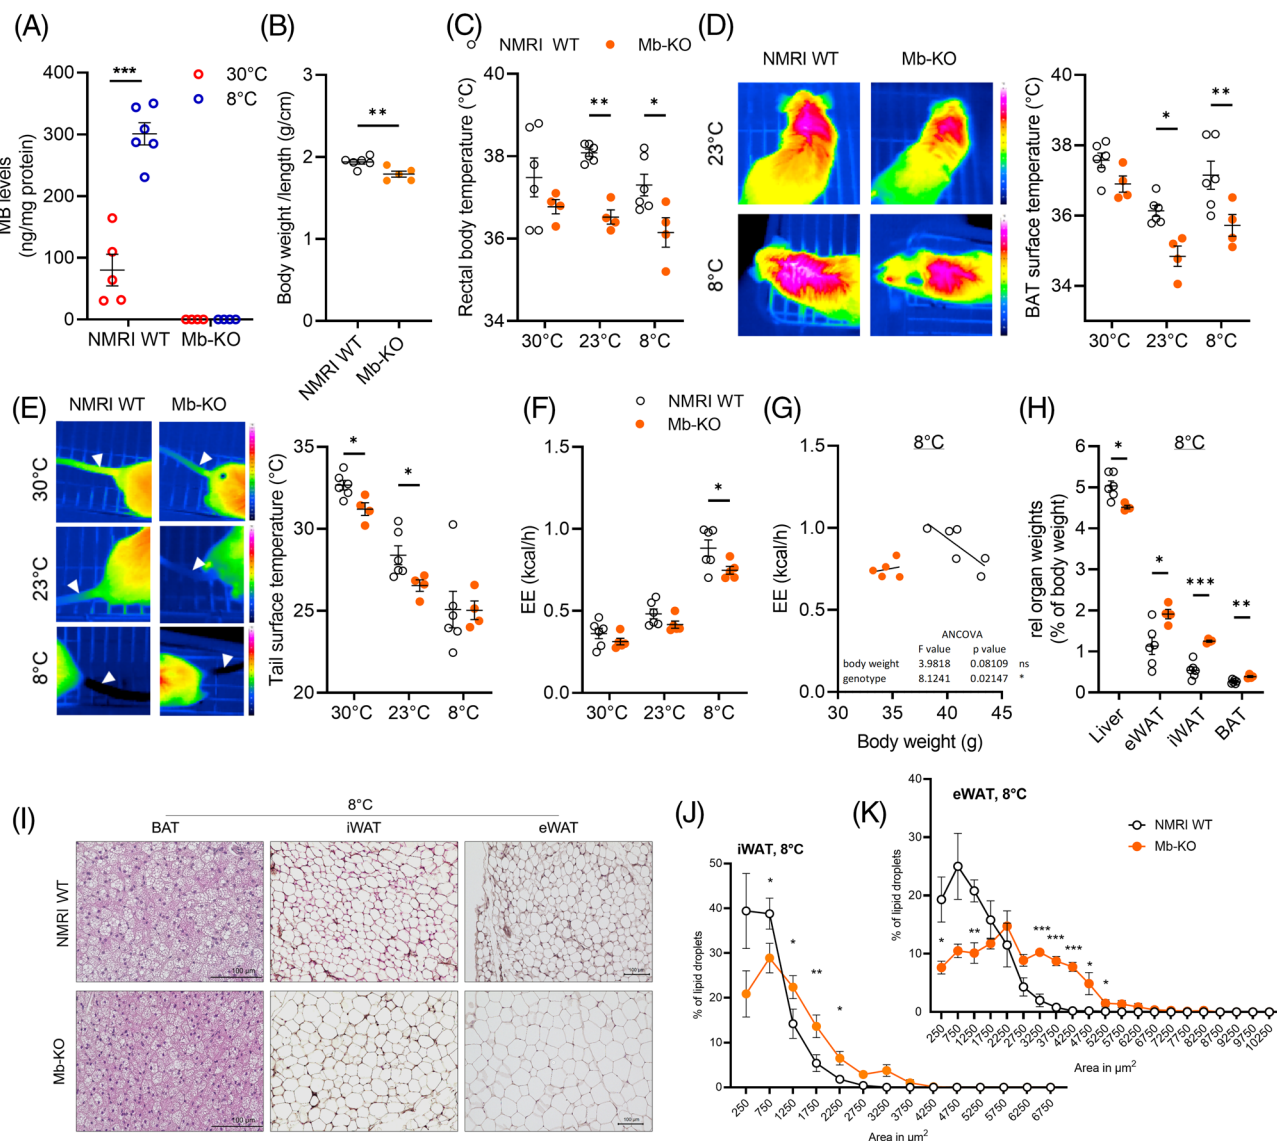 (A)
MB levels
(ng/mg protein)
400
300
200
100
0
***
30°C
8°C
NMRI WT
Mb-KO
(B)
Body weight /length (g/cm)
3
2
1
0
**
NMRI WT
Mb-KO
(C)
NMRI WT
Mb-KO
Rectal body temperature (°C)
40
38
36
34
**
*
30°C
23°C
8°C
(D)
NMRI WT
Mb-KO
23°C
8°C
BAT surface temperature (°C)
40
38
36
34
*
**
30°C
23°C
8°C
(E)
NMRI WT
Mb-KO
30°C
23°C
8°C
Tail surface temperature (°C)
35
30
25
20
*
*
30°C
23°C
8°C
(F)
NMRI WT
Mb-KO
EE (kcal/h)
1.5
1.0
0.5
0.0
*
30°C
23°C
8°C
(G)
8°C
EE (kcal/h)
1.5
1.0
0.5
0.0
ANCOVA
F value p value
body weight 3.9818 0.08109 ns
genotype 8.1241 0.02147 *
30 35 40 45
Body weight (g)
(H)
8°C
rel organ weights
(% of body weight)
6
5
4
3
2
1
0
*
*
***
**
Liver
eWAT
iWAT
BAT
(I)
8°C
BAT
iWAT
eWAT
NMRI WT
100 µm
100 µm
Mb-KO
100 µm
100 µm
(J)
iWAT, 8°C
% of lipid droplets
50
40
30
20
10
0
*
*
**
*
250 750 1250 1750 2250 2750 3250 3750 4250 4750 5250 5750 6250 6750
Area in µm2
(K)
eWAT, 8°C
NMRI WT
Mb-KO
% of lipid droplets
40
30
20
10
0
*
**
***
***
***
*
*
250 750 1250 1750 2250 2750 3250 3750 4250 4750 5250 5750 6250 6750 7250 7750 8250 8750 9250 9750 10250
Area in µm2